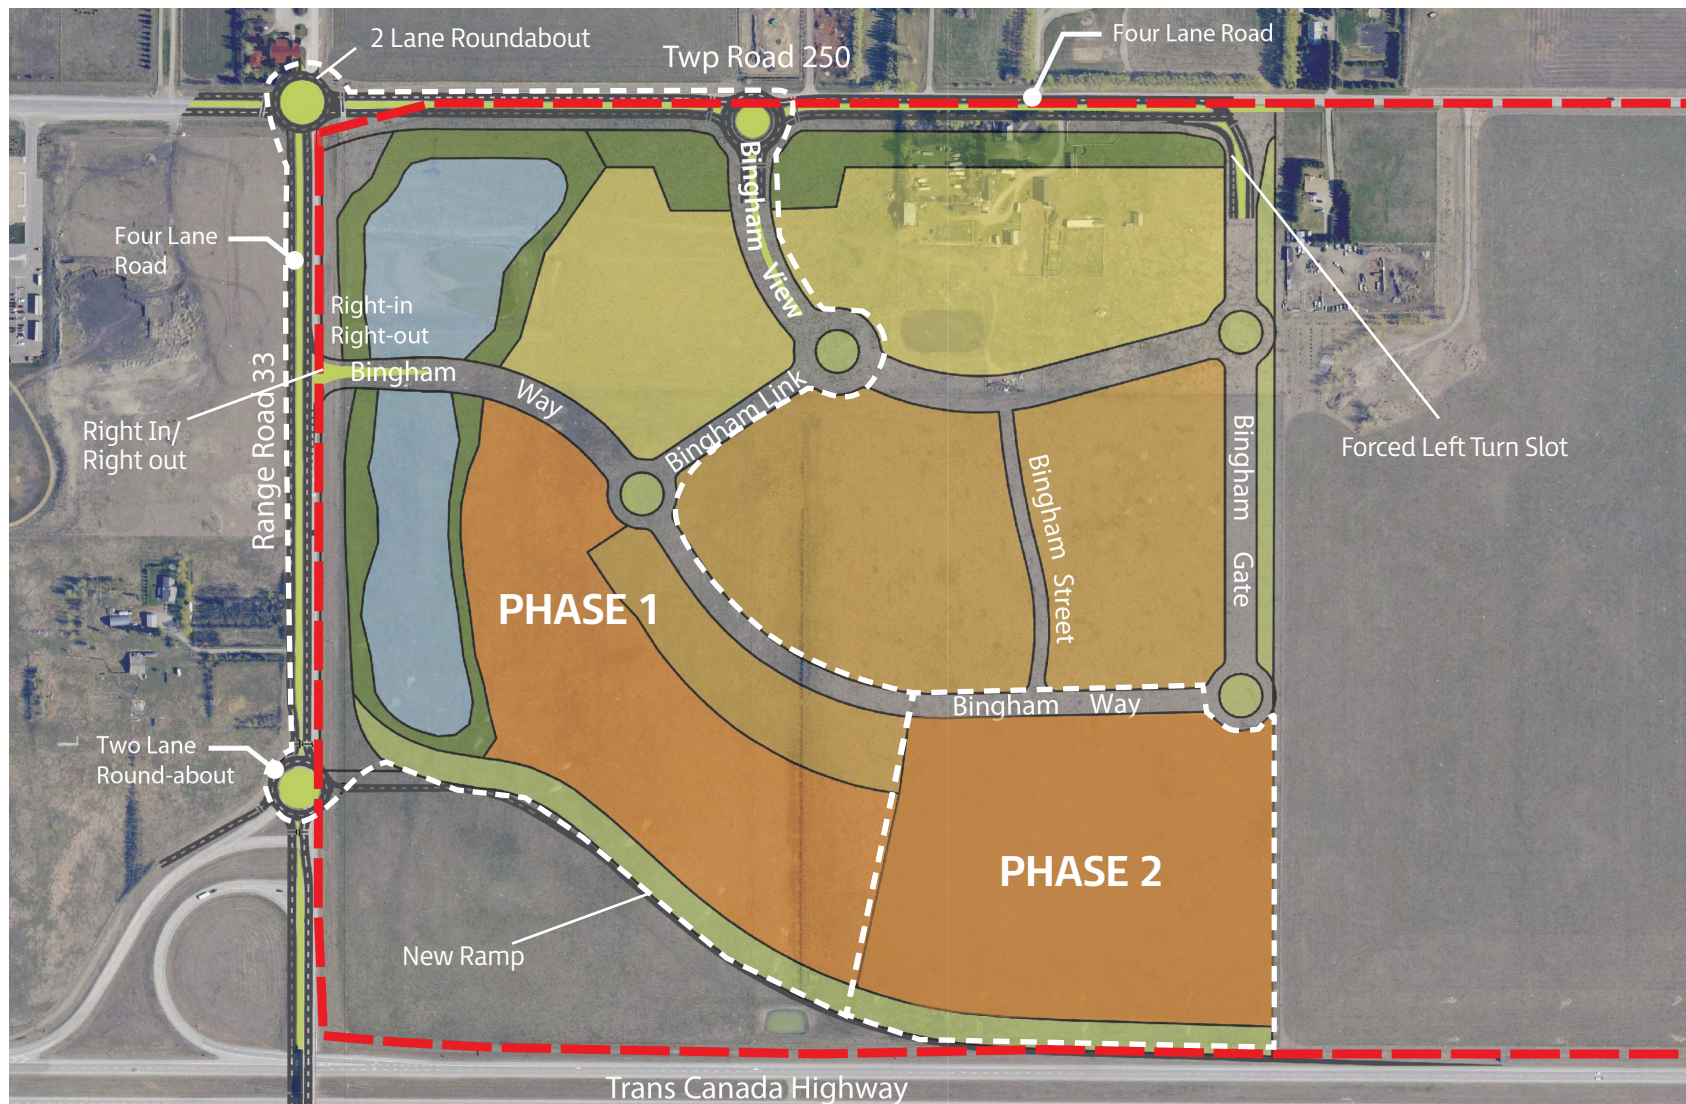 2 Lane Roundabout
Twp Road 250
Four Lane Road
Four Lane
Road
Right-in
Right-out
Bingham
View
Bingham
Way
Bingham Link
Range Road 33
Right In/
Right out
Forced Left Turn Slot
Bingham
Gate
Bingham
Street
PHASE 1
Bingham
Way
Two Lane
Round-about
PHASE 2
New Ramp
Trans Canada Highway